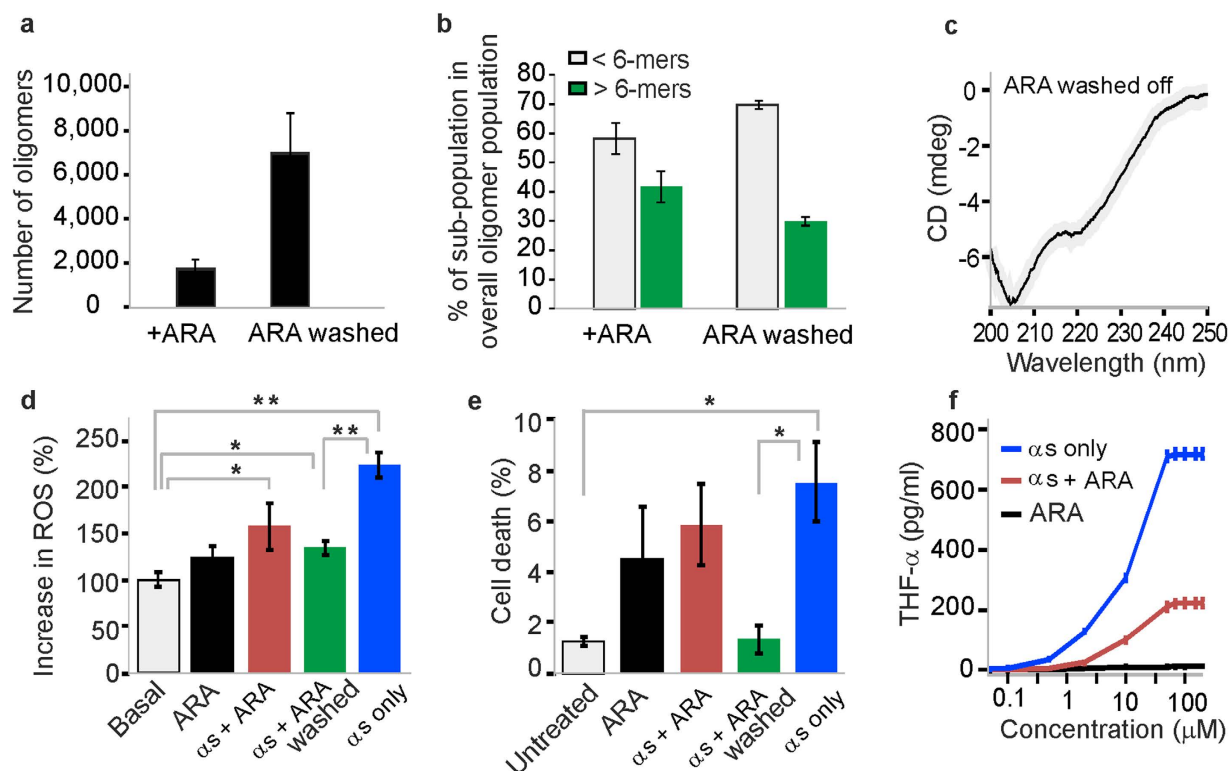 a
Number of oligomers
10,000
8,000
6,000
4,000
2,000
0
+ARA
ARA washed
b
% of sub-population in
overall oligomer population
< 6-mers
> 6-mers
80
70
60
50
40
30
20
10
0
+ARA
ARA washed
c
ARA washed off
CD (mdeg)
0
-2
-4
-6
200 210 220 230 240 250
Wavelength (nm)
d
Increase in ROS (%)
250
200
150
100
50
0
**
*
**
*
Basal
ARA
αs + ARA
αs + ARA
washed
αs only
e
Cell death (%)
10
8
6
4
2
0
*
*
Untreated
ARA
αs + ARA
αs + ARA
washed
αs only
f
THF-α (pg/ml)
800
600
400
200
0
αs only
αs + ARA
ARA
0.1 1 10 100
Concentration (μM)